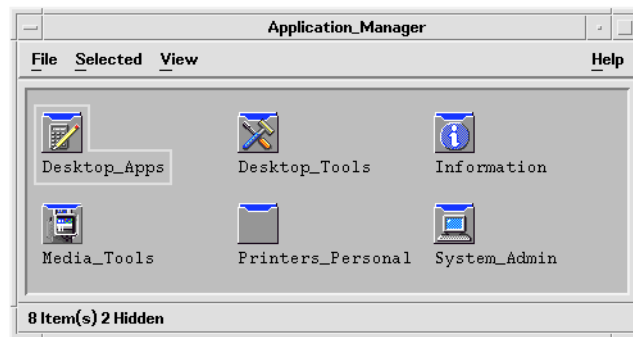 Application_Manager
File Selected View Help
Desktop_Apps Desktop_Tools Information
Media_Tools Printers_Personal System_Admin
8 Item(s) 2 Hidden